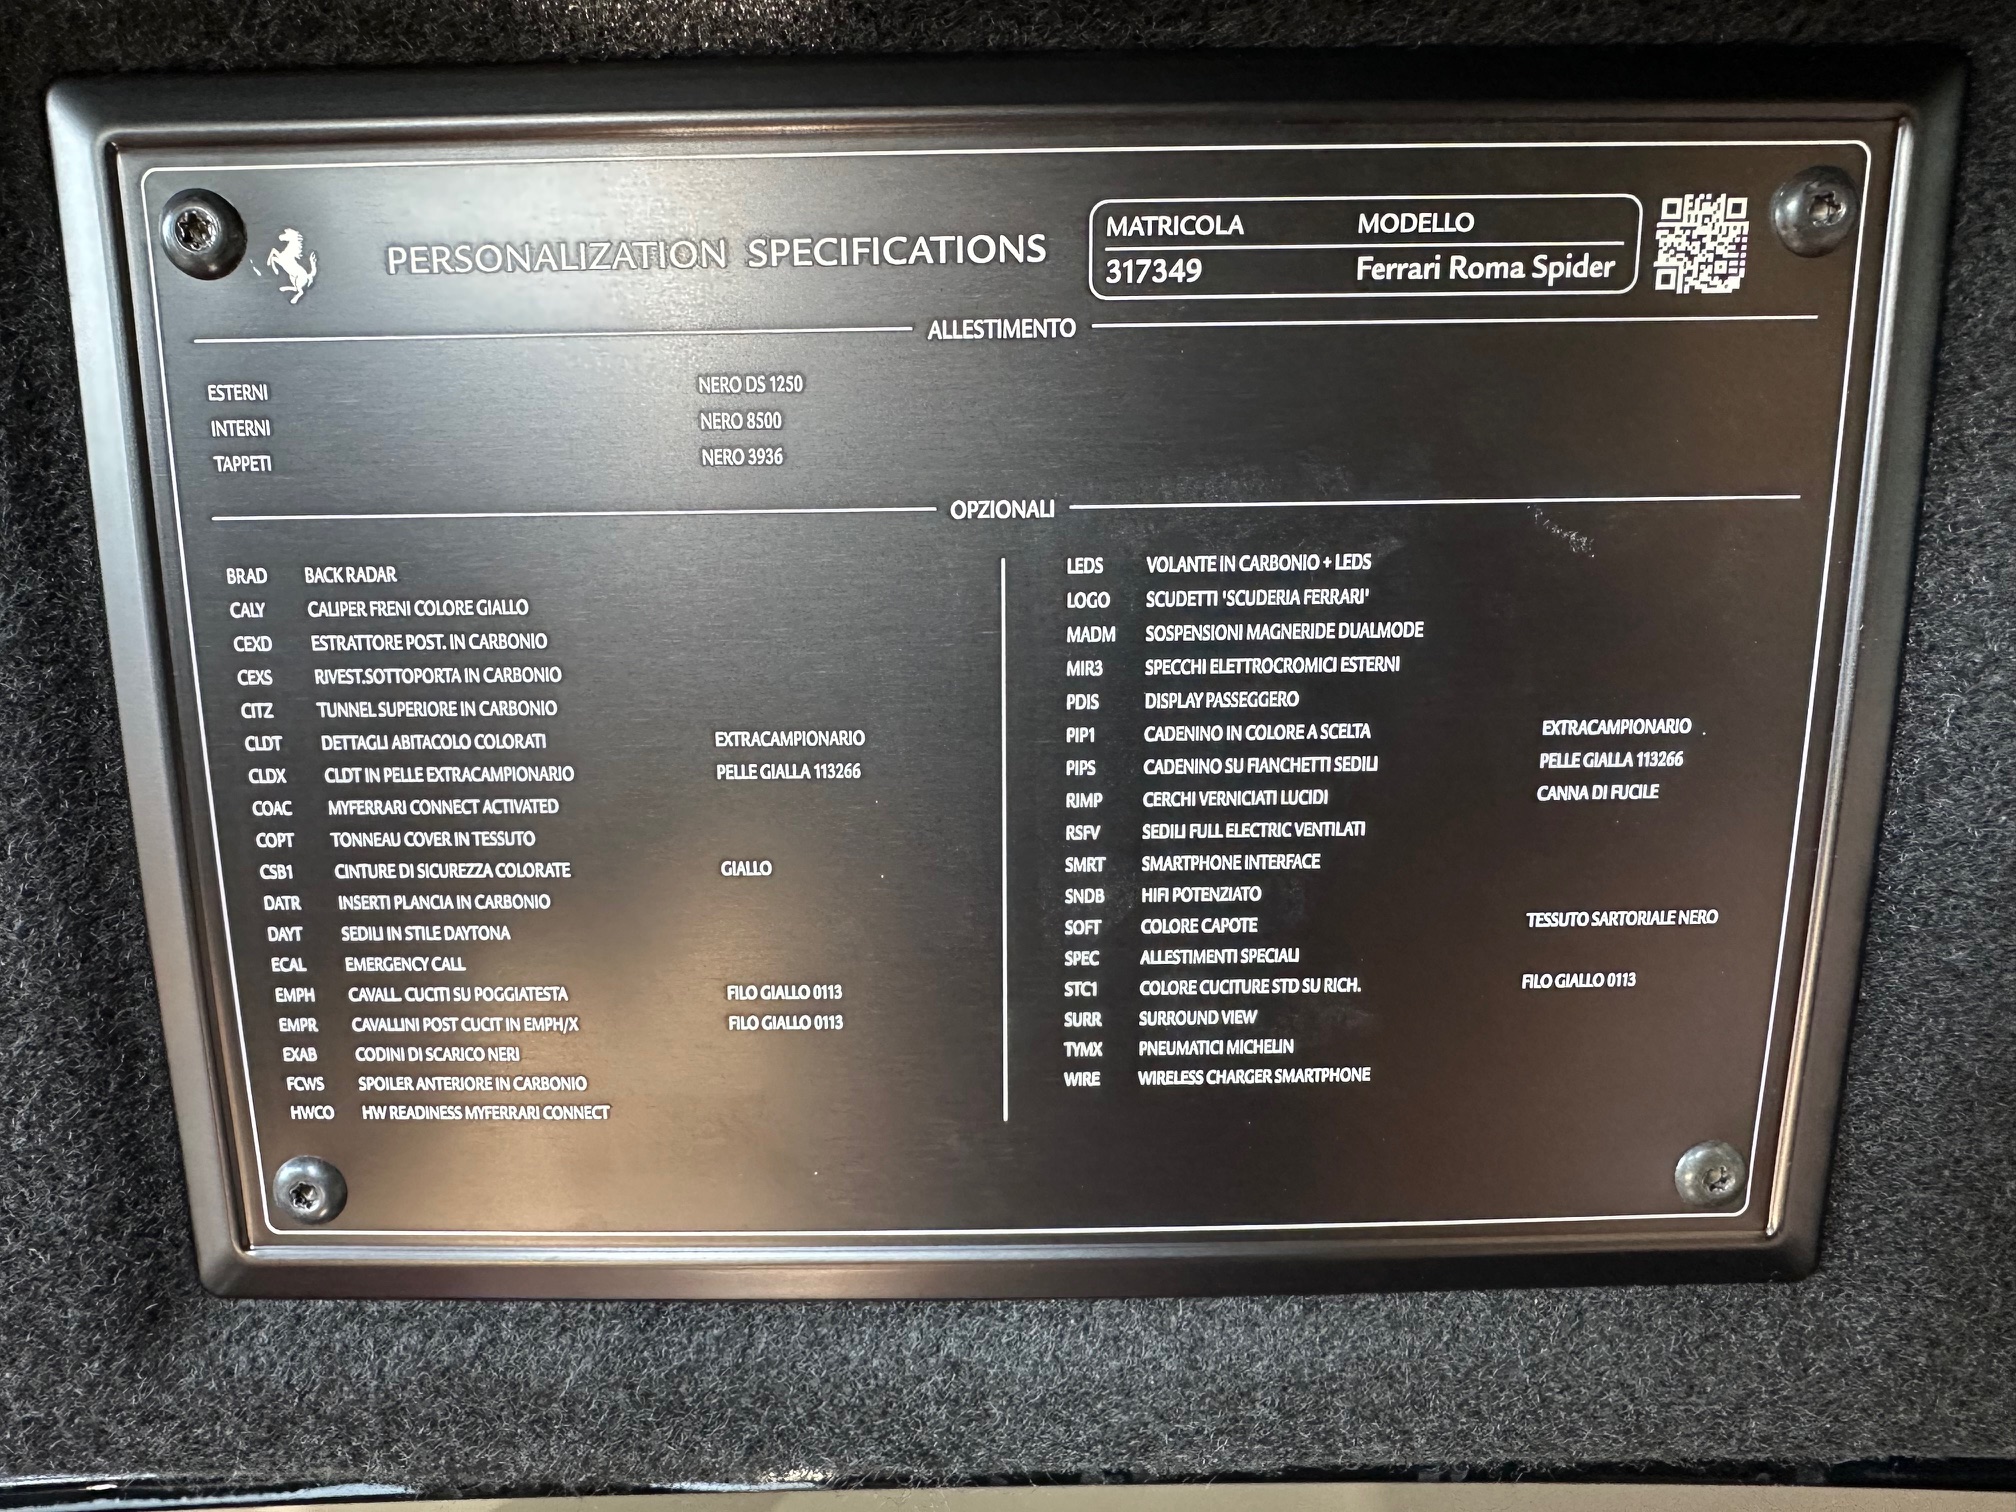 PERSONALIZATION SPECIFICATIONS
MATRICOLA MODELLO
317349 Ferrari Roma Spider
ALLESTIMENTO
ESTERNI NERO DS 1250
INTERNI NERO 8500
TAPPETI NERO 3936
OPZIONALI
BRAD BACK RADAR
CALY CALIPER FRENI COLORE GIALLO
CEXD ESTRATTORE POST. IN CARBONIO
CEXS RIVEST.SOTTOPORTA IN CARBONIO
CITZ TUNNEL SUPERIORE IN CARBONIO
CLDT DETTAGLI ABITACOLO COLORATI EXTRACAMPIONARIO
CLDX CLDT IN PELLE EXTRACAMPIONARIO PELLE GIALLA 113266
COAC MYFERRARI CONNECT ACTIVATED
COPT TONNEAU COVER IN TESSUTO
CSB1 CINTURE DI SICUREZZA COLORATE GIALLO
DATR INSERTI PLANCIA IN CARBONIO
DAYT SEDILI IN STILE DAYTONA
ECAL EMERGENCY CALL
EMPH CAVALL. CUCITI SU POGGIATESTA FILO GIALLO 0113
EMPR CAVALLINI POST CUCIT IN EMPH/X FILO GIALLO 0113
EXAB CODINI DI SCARICO NERI
FCWS SPOILER ANTERIORE IN CARBONIO
HWCO HW READINESS MYFERRARI CONNECT
LEDS VOLANTE IN CARBONIO + LEDS
LOGO SCUDETTI 'SCUDERIA FERRARI'
MADM SOSPENSIONI MAGNERIDE DUALMODE
MIR3 SPECCHI ELETTROCROMICI ESTERNI
PDIS DISPLAY PASSEGGERO
PIP1 CADENINO IN COLORE A SCELTA EXTRACAMPIONARIO
PIPS CADENINO SU FIANCHETTI SEDILI PELLE GIALLA 113266
RIMP CERCHI VERNICIATI LUCIDI CANNA DI FUCILE
RSFV SEDILI FULL ELECTRIC VENTILATI
SMRT SMARTPHONE INTERFACE
SNDB HIFI POTENZIATO
SOFT COLORE CAPOTE TESSUTO SARTORIALE NERO
SPEC ALLESTIMENTI SPECIALI
STC1 COLORE CUCITURE STD SU RICH. FILO GIALLO 0113
SURR SURROUND VIEW
TYMX PNEUMATICI MICHELIN
WIRE WIRELESS CHARGER SMARTPHONE